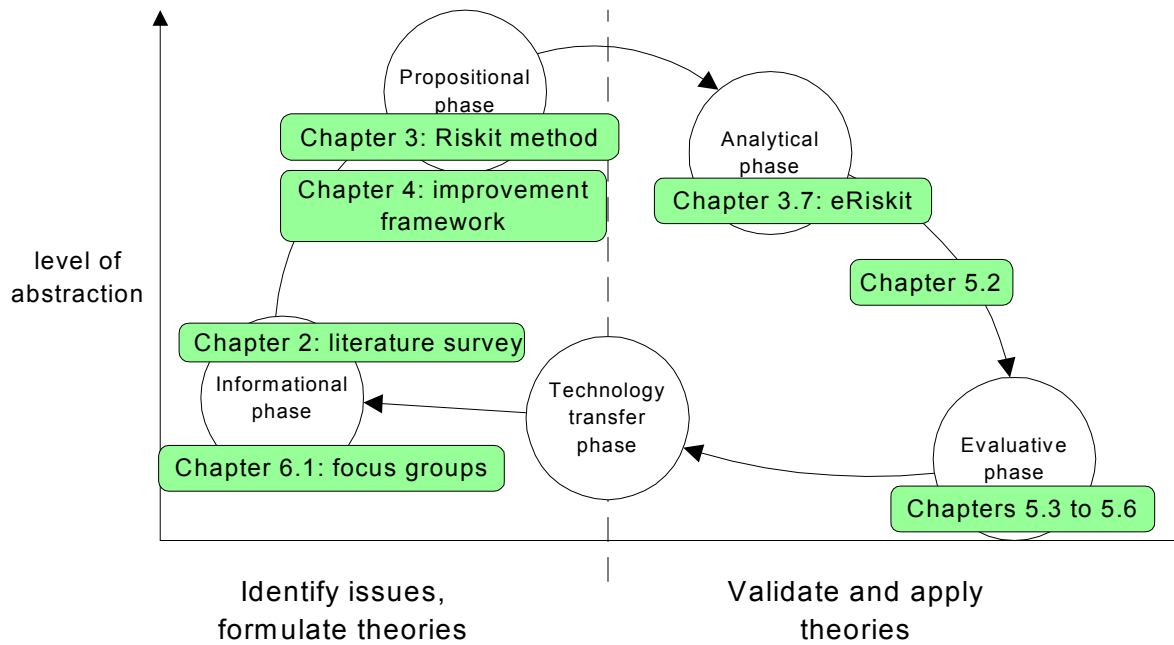 Propositional
phase
Chapter 3: Riskit method
Chapter 4: improvement
framework
Analytical
phase
Chapter 3.7: eRiskit
level of
abstraction
Chapter 5.2
Chapter 2: literature survey
Informational
phase
Chapter 6.1: focus groups
Technology
transfer
phase
Evaluative
phase
Chapters 5.3 to 5.6
Identify issues,
formulate theories
Validate and apply
theories